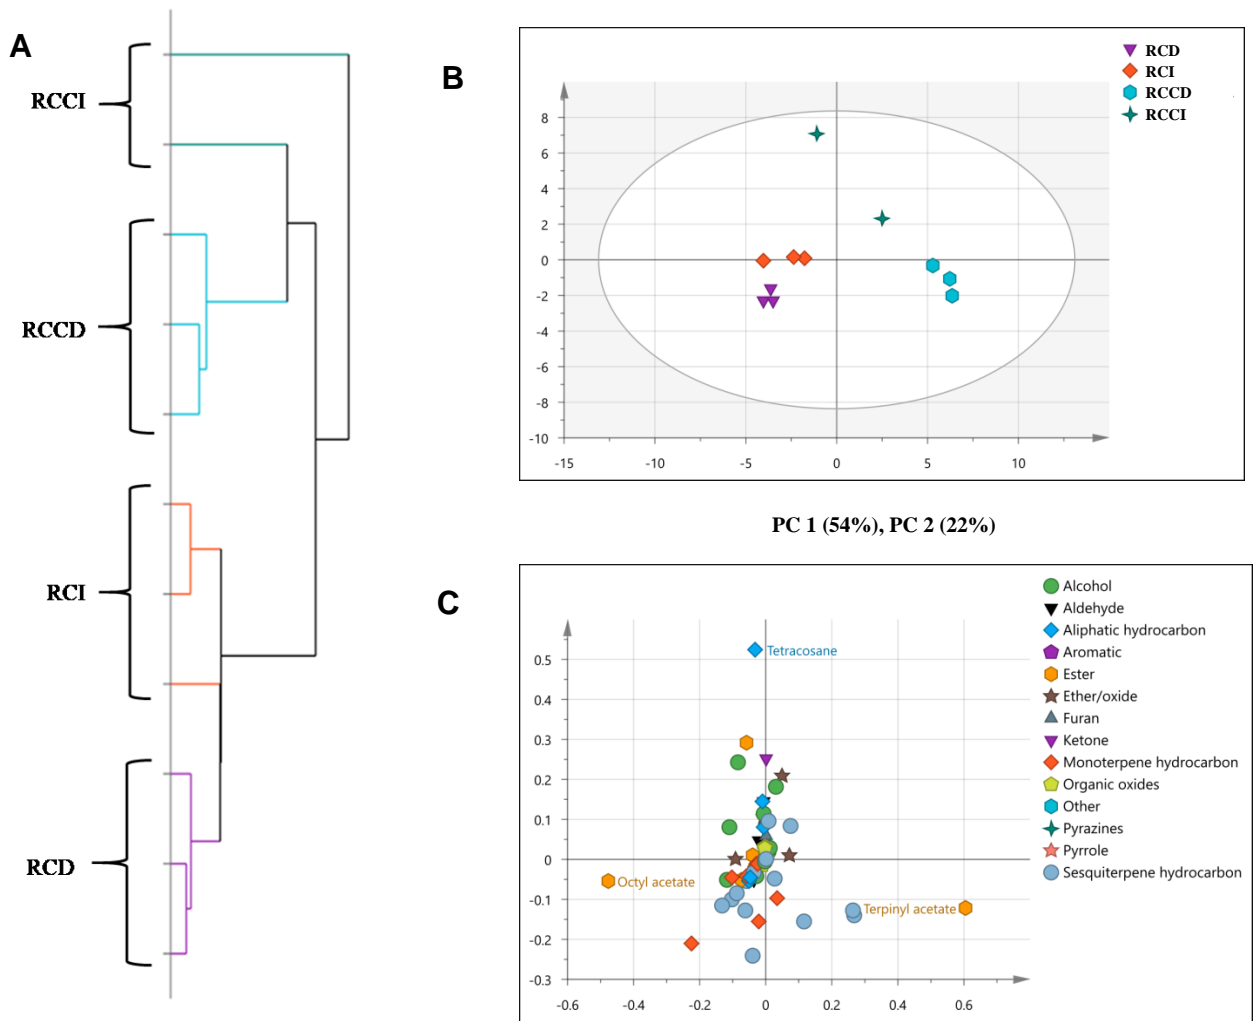 A
RCCI
RCCD
RCI
RCD
B
RCD
RCI
RCCD
RCCI
8
6
4
2
0
-2
-4
-6
-8
-10
-15
-10
-5
0
5
10
PC 1 (54%), PC 2 (22%)
C
Alcohol
Aldehyde
Aliphatic hydrocarbon
Aromatic
Ester
Ether/oxide
Furan
Ketone
Monoterpene hydrocarbon
Organic oxides
Other
Pyrazines
Pyrrole
Sesquiterpene hydrocarbon
Tetracosane
Octyl acetate
Terpinyl acetate
0.5
0.4
0.3
0.2
0.1
0
-0.1
-0.2
-0.3
-0.6
-0.4
-0.2
0
0.2
0.4
0.6